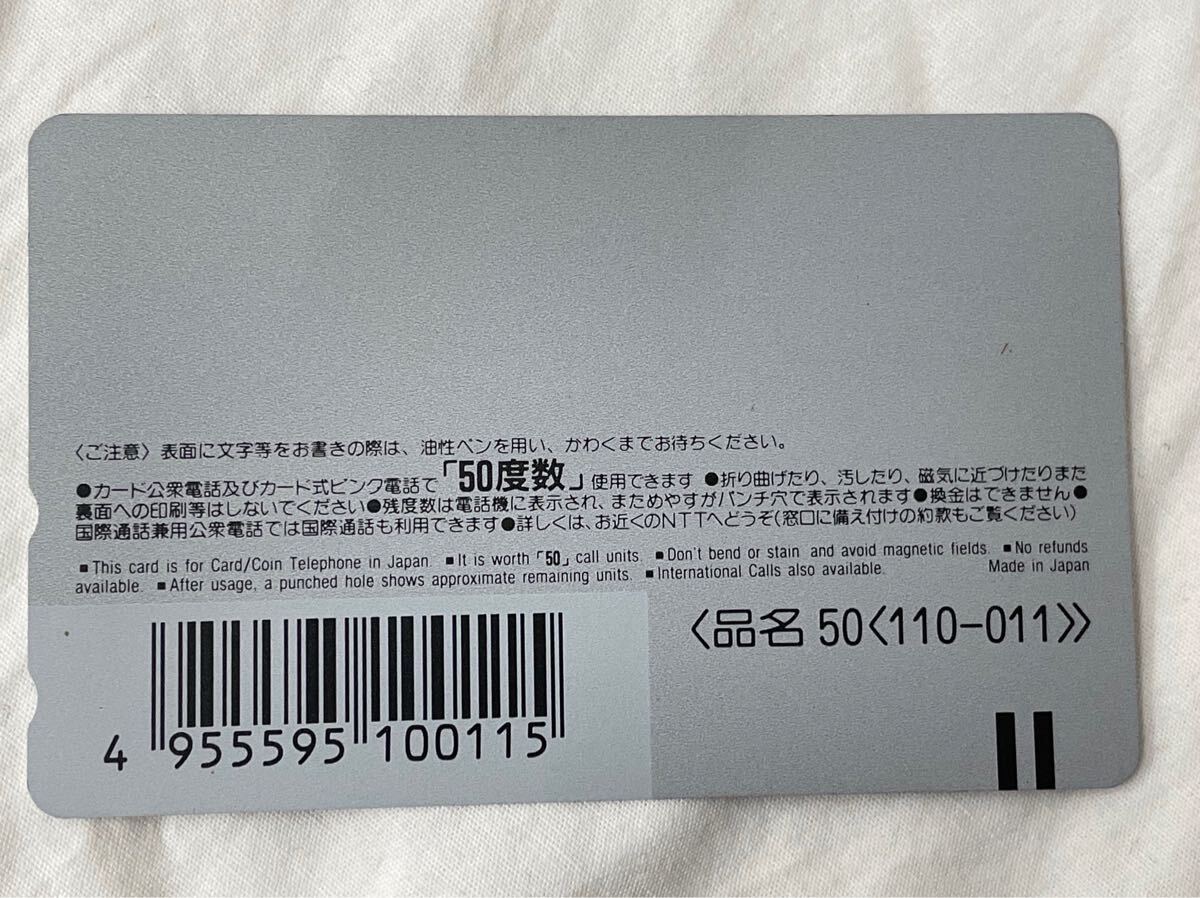 〈ご注意〉表面に文字等をお書きの際は、油性ペンを用い、かわくまでお待ちください。
●カード公衆電話及びカード式ピンク電話で「50度数」使用できます ●折り曲げたり、汚したり、磁気に近づけたりまた
裏面への印刷等はしないでください●残度数は電話機に表示され、まためやすがパンチ穴で表示されます●換金はできません●
国際通話兼用公衆電話では国際通話も利用できます●詳しくは、お近くのNTTへどうぞ(窓口に備え付けの約款もご覧ください)
■This card is for Card/Coin Telephone in Japan. ■It is worth「50」call units. ■Don't bend or stain and avoid magnetic fields. ■No refunds
available. ■After usage, a punched hole shows approximate remaining units. ■International Calls also available. Made in Japan
〈品名 50〈110-011〉〉
4 955595 100115